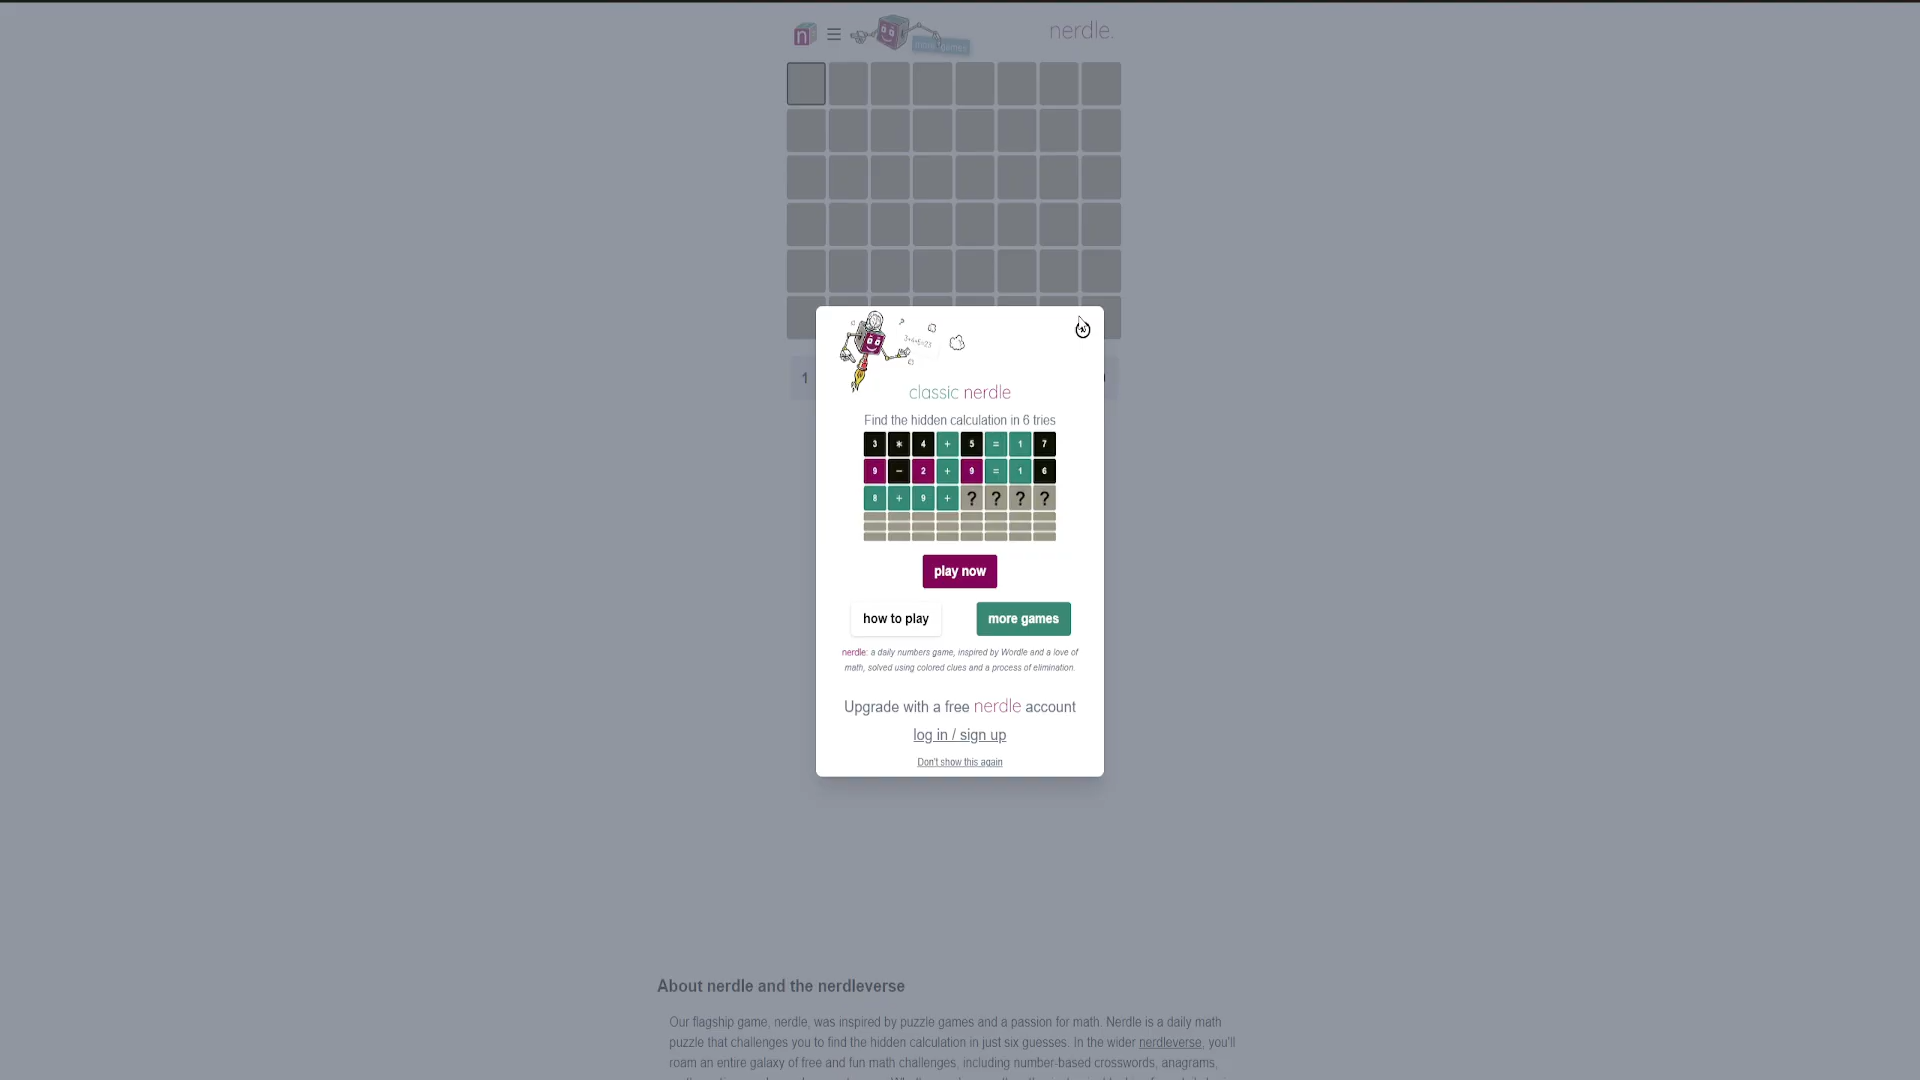 n
nerdle.
1
classic nerdle
Find the hidden calculation in 6 tries
3 * 4 + 5 = 1 7
9 - 2 + 9 = 1 6
8 + 9 + ? ? ? ?
play now
how to play
more games
nerdle: a daily numbers game, inspired by Wordle and a love of
math, solved using colored clues and a process of elimination.
Upgrade with a free nerdle account
log in / sign up
Don't show this again
About nerdle and the nerdleverse
Our flagship game, nerdle, was inspired by puzzle games and a passion for math. Nerdle is a daily math
puzzle that challenges you to find the hidden calculation in just six guesses. In the wider nerdleverse, you'll
roam an entire galaxy of free and fun math challenges, including number-based crosswords, anagrams,